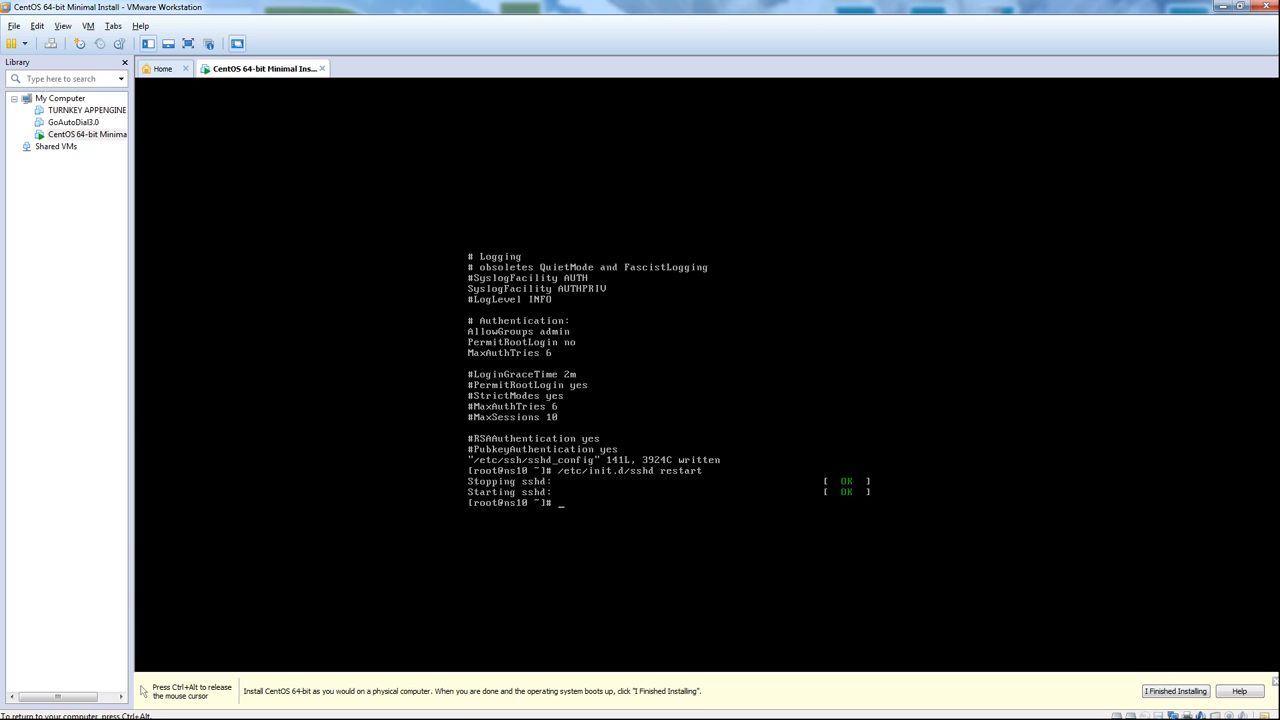 CentOS 64-bit Minimal Install - VMware Workstation
File Edit View VM Tabs Help
Library
Type here to search
My Computer
TURNKEY APPENGINE
GoAutoDial3.0
CentOS 64-bit Minima
Shared VMs
Home
CentOS 64-bit Minimal Ins...
# Logging
# obsoletes QuietMode and FascistLogging
#SyslogFacility AUTH
SyslogFacility AUTHPRIV
#LogLevel INFO
# Authentication:
AllowGroups admin
PermitRootLogin no
MaxAuthTries 6
#LoginGraceTime 2m
#PermitRootLogin yes
#StrictModes yes
#MaxAuthTries 6
#MaxSessions 10
#RSAAuthentication yes
#PubkeyAuthentication yes
"/etc/ssh/sshd_config" 141L, 3924C written
[root@ns10 ~]# /etc/init.d/sshd restart
Stopping sshd: [ OK ]
Starting sshd: [ OK ]
[root@ns10 ~]# _
Press Ctrl+Alt to release
the mouse cursor
Install CentOS 64-bit as you would on a physical computer. When you are done and the operating system boots up, click "I Finished Installing".
I Finished Installing
Help
To return to your computer, press Ctrl+Alt.